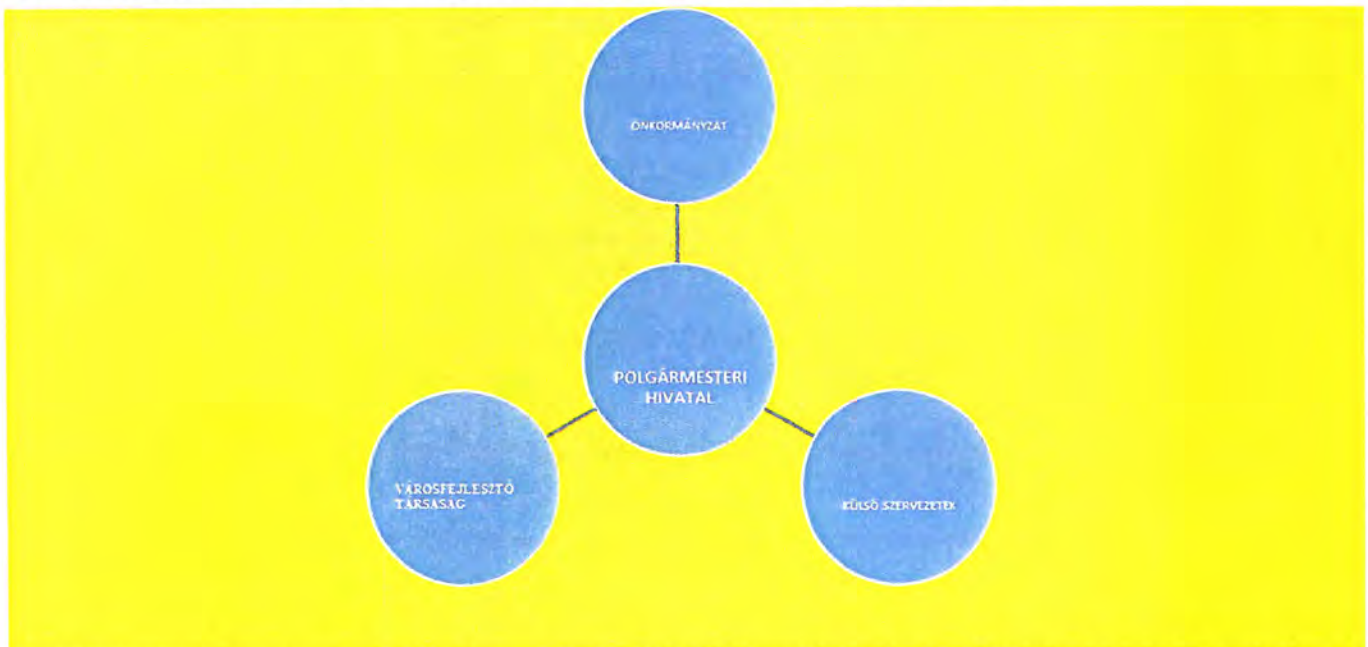 ÖNKORMÁNYZAT
POLGÁRMESTERI
HIVATAL
VÁROSFEJLESZTŐ
TÁRSASÁG
KÜLSŐ SZERVEZETEK